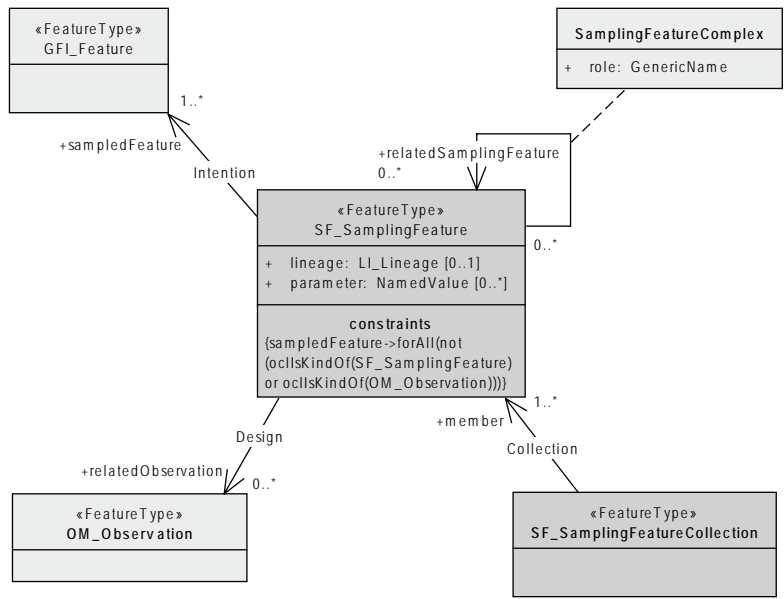 «FeatureType»
GFI_Feature
SamplingFeatureComplex
+ role: GenericName
1..*
+sampledFeature
Intention
+relatedSamplingFeature
0..*
«FeatureType»
SF_SamplingFeature
0..*
+ lineage: LI_Lineage [0..1]
+ parameter: NamedValue [0..*]
constraints
{sampledFeature->forAll(not
(oclIsKindOf(SF_SamplingFeature)
or oclIsKindOf(OM_Observation)))}
1..*
+member
Design
Collection
+relatedObservation
0..*
«FeatureType»
OM_Observation
«FeatureType»
SF_SamplingFeatureCollection